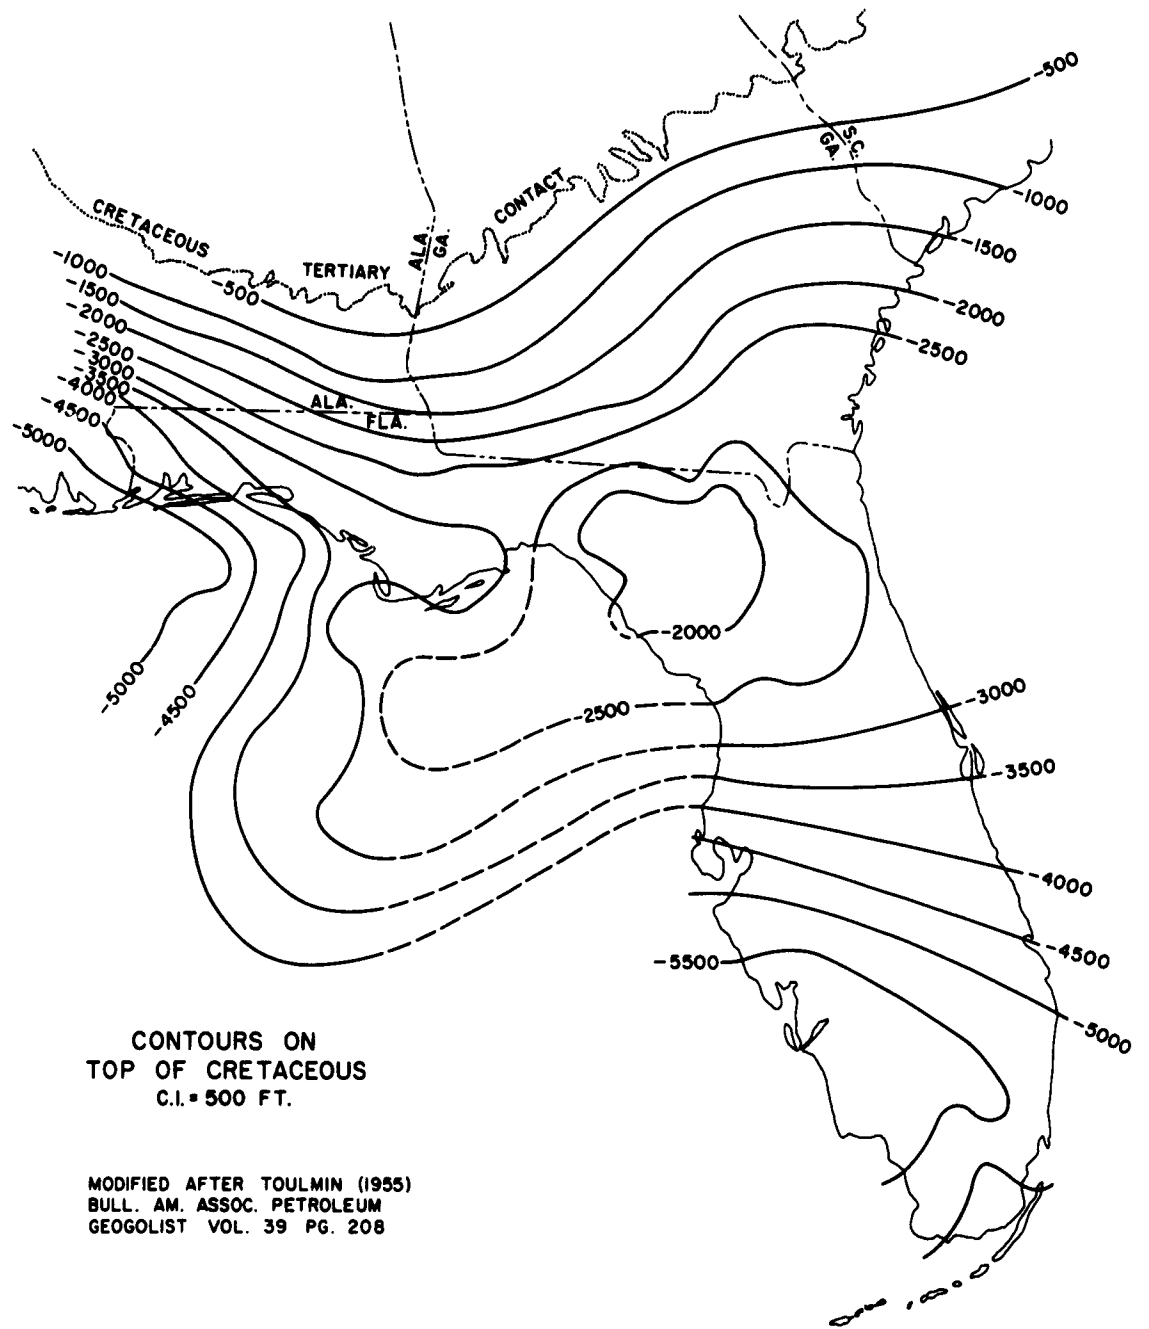 -500
S.C.
GA.
CONTACT
-1000
CRETACEOUS
ALA.
GA.
-1500
TERTIARY
-1000
-500
-1500
-2000
-2000
-2500
-2500
-3000
-3500
-4000
ALA.
-4500
FLA.
-5000
-2000
-5000
-4500
-2500
-3000
-3500
-4000
-4500
-5500
-5000
CONTOURS ON
TOP OF CRETACEOUS
C.I. = 500 FT.
MODIFIED AFTER TOULMIN (1955)
BULL. AM. ASSOC. PETROLEUM
GEOGOLIST VOL. 39 PG. 208